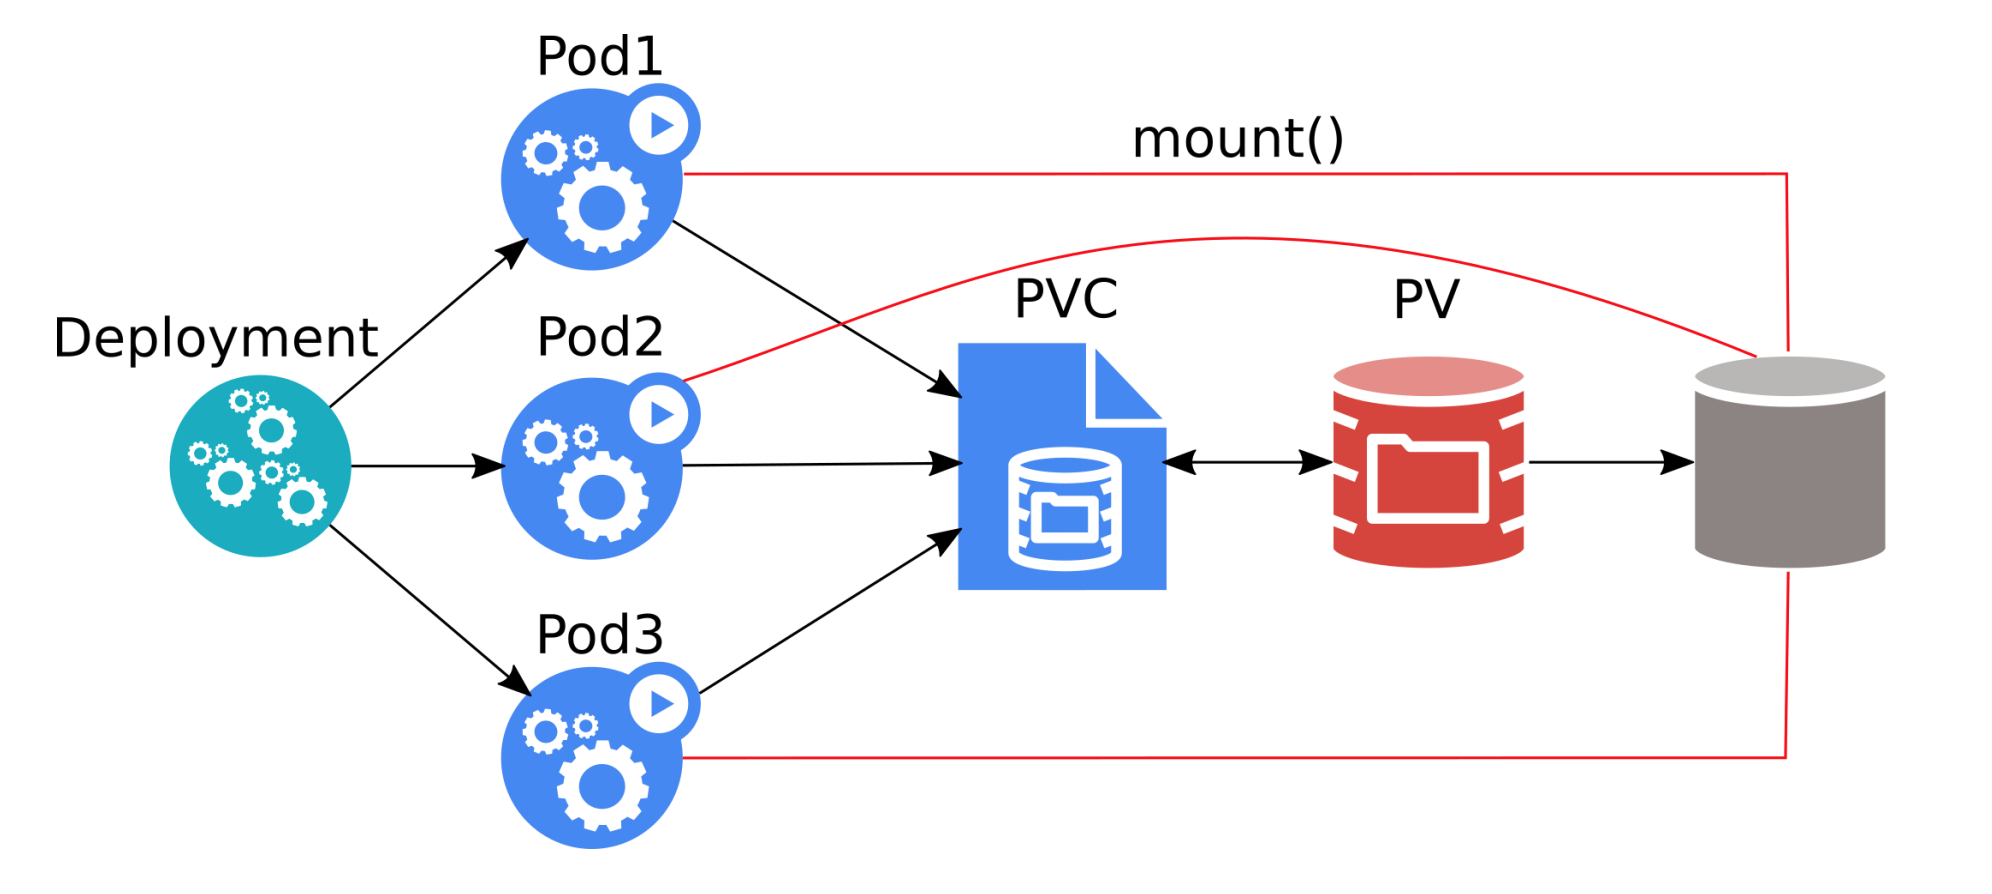 Pod1
mount()
PVC
PV
Deployment
Pod2
Pod3